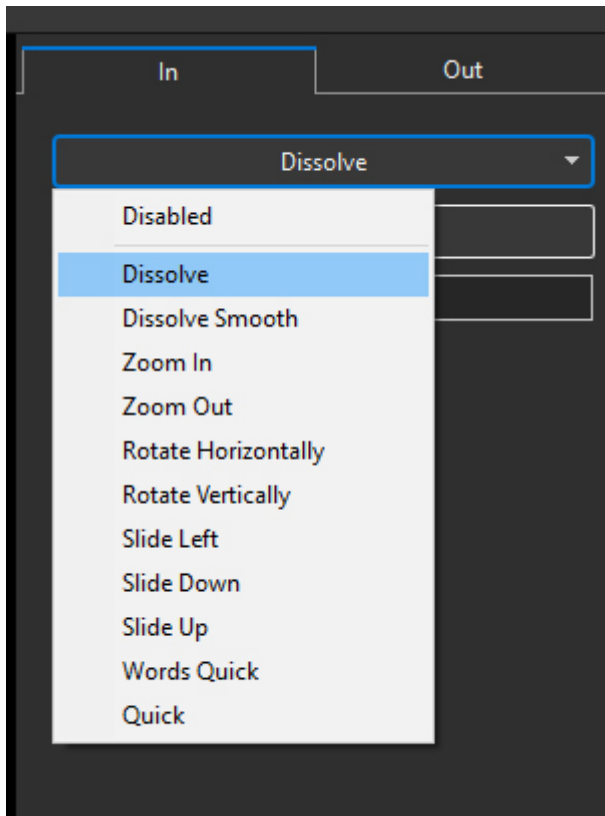 In
Out
Dissolve
Disabled
Dissolve
Dissolve Smooth
Zoom In
Zoom Out
Rotate Horizontally
Rotate Vertically
Slide Left
Slide Down
Slide Up
Words Quick
Quick